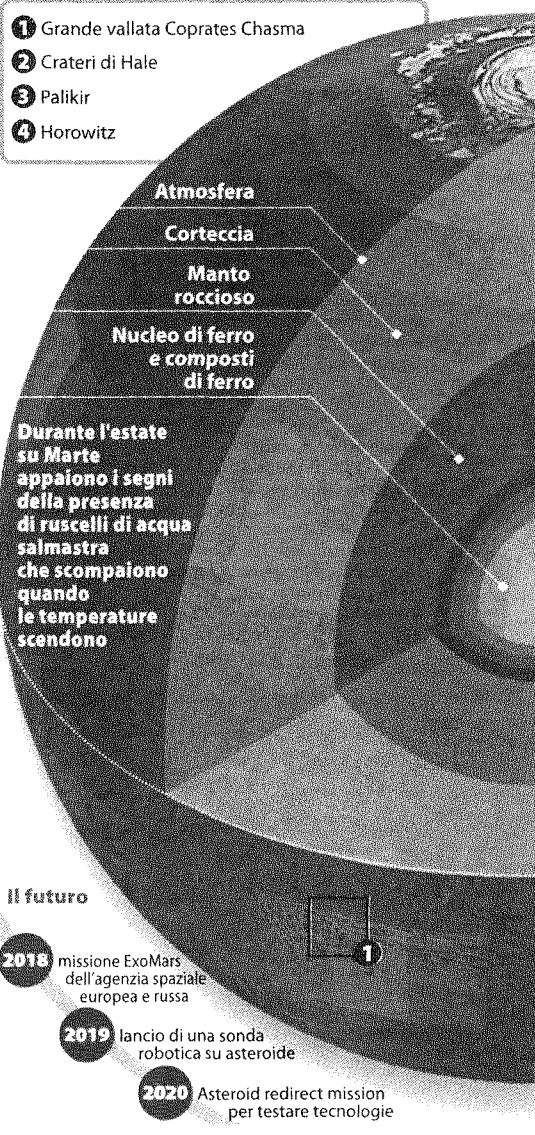 1 Grande vallata Coprates Chasma
2 Crateri di Hale
3 Palikir
4 Horowitz
Atmosfera
Corteccia
Manto
roccioso
Nucleo di ferro
e composti
di ferro
Durante l'estate
su Marte
appaiono i segni
della presenza
di ruscelli di acqua
salmastra
che scompaiono
quando
le temperature
scendono
1
Il futuro
2018 missione ExoMars
dell'agenzia spaziale
europea e russa
2019 lancio di una sonda
robotica su asteroide
2020 Asteroid redirect mission
per testare tecnologie